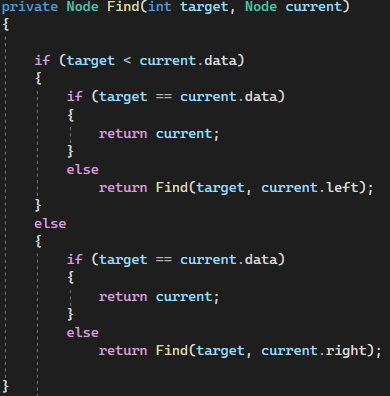 private Node Find(int target, Node current)
{
if (target < current.data)
{
if (target == current.data)
{
return current;
}
else
return Find(target, current.left);
}
else
{
if (target == current.data)
{
return current;
}
else
return Find(target, current.right);
}